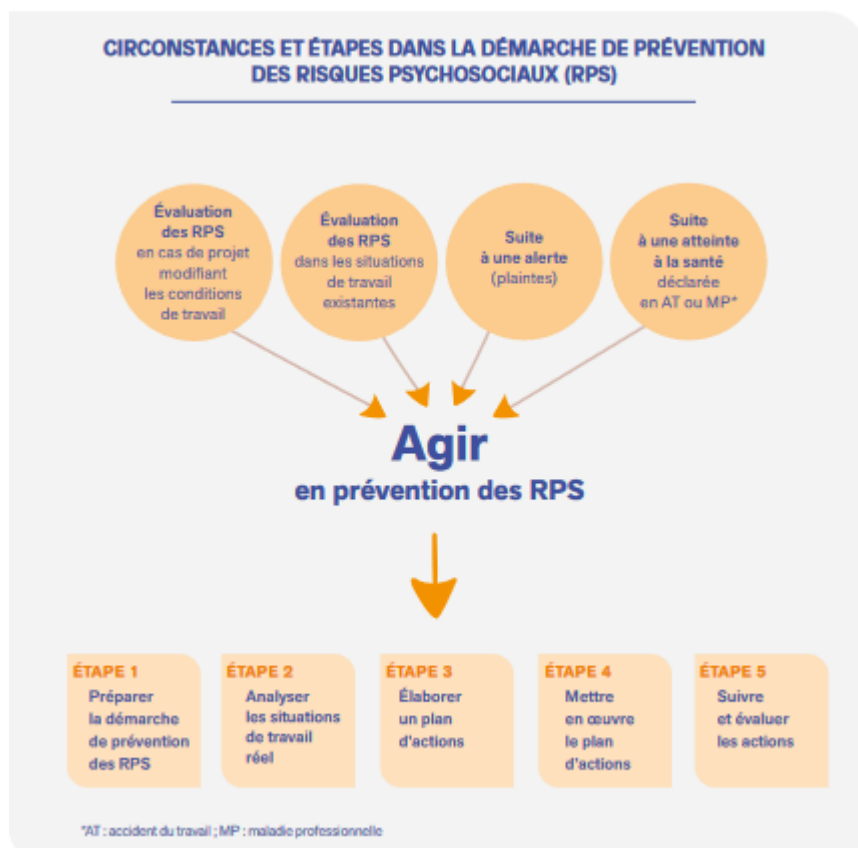 CIRCONSTANCES ET ÉTAPES DANS LA DÉMARCHE DE PRÉVENTION
DES RISQUES PSYCHOSOCIAUX (RPS)
Évaluation
des RPS
en cas de projet
modifiant
les conditions
de travail
Évaluation
des RPS
dans les situations
de travail
existantes
Suite
à une alerte
(plaintes)
Suite
à une atteinte
à la santé
déclarée
en AT ou MP*
Agir
en prévention des RPS
ÉTAPE 1
Préparer
la démarche
de prévention
des RPS
ÉTAPE 2
Analyser
les situations
de travail
réel
ÉTAPE 3
Élaborer
un plan
d'actions
ÉTAPE 4
Mettre
en œuvre
le plan
d'actions
ÉTAPE 5
Suivre
et évaluer
les actions
*AT : accident du travail ; MP : maladie professionnelle